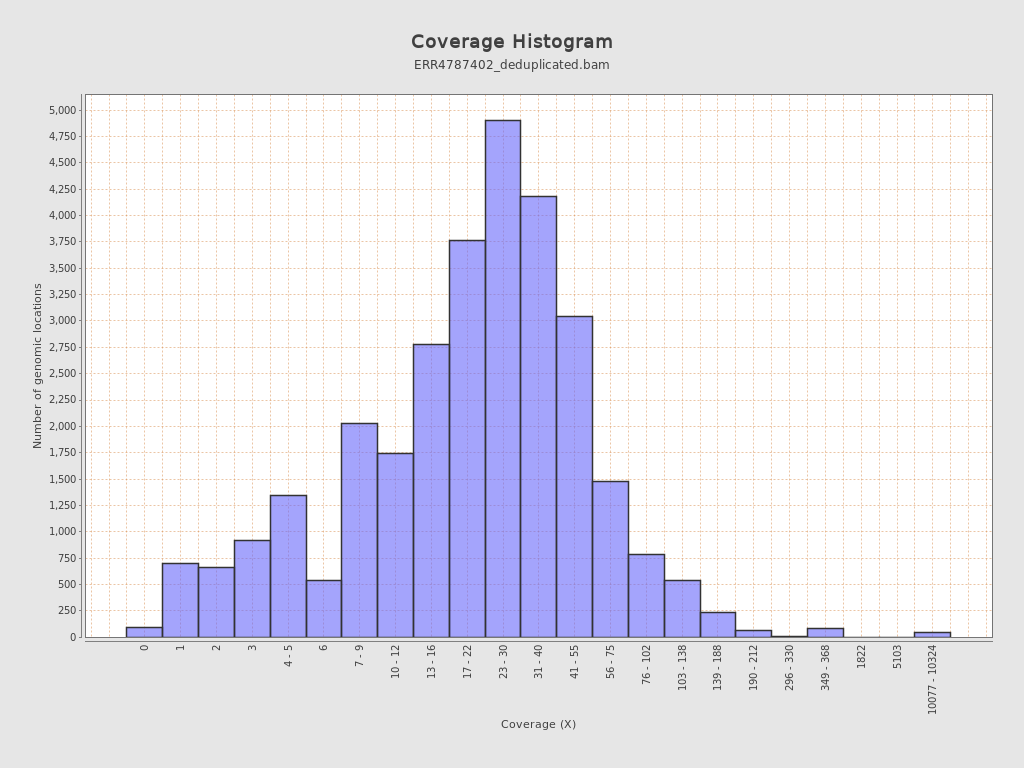 Coverage Histogram
ERR4787402_deduplicated.bam
Number of genomic locations
5,000
4,750
4,500
4,250
4,000
3,750
3,500
3,250
3,000
2,750
2,500
2,250
2,000
1,750
1,500
1,250
1,000
750
500
250
0
0
1
2
3
4 - 5
6
7 - 9
10 - 12
13 - 16
17 - 22
23 - 30
31 - 40
41 - 55
56 - 75
76 - 102
103 - 138
139 - 188
190 - 212
296 - 330
349 - 368
1822
5103
10077 - 10324
Coverage (X)